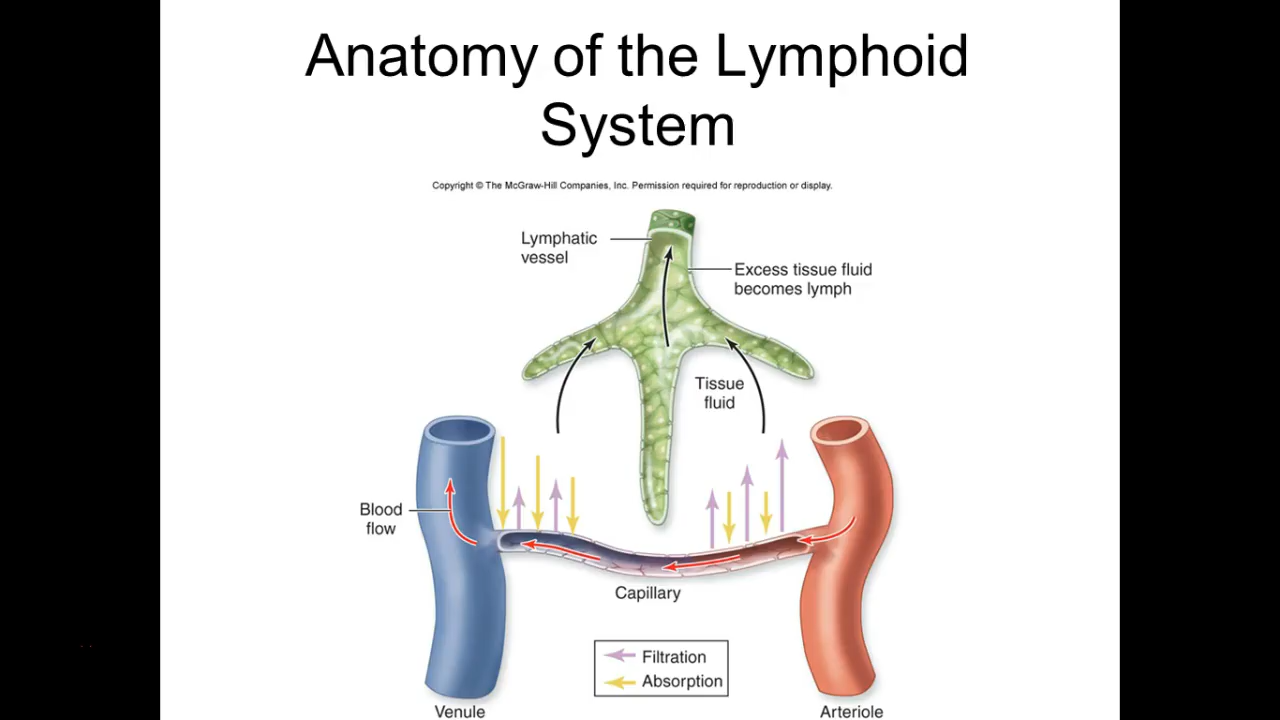 Anatomy of the Lymphoid
System
Copyright © The McGraw-Hill Companies, Inc. Permission required for reproduction or display.
Lymphatic
vessel
Excess tissue fluid
becomes lymph
Tissue
fluid
Blood
flow
Capillary
Filtration
Absorption
Venule
Arteriole